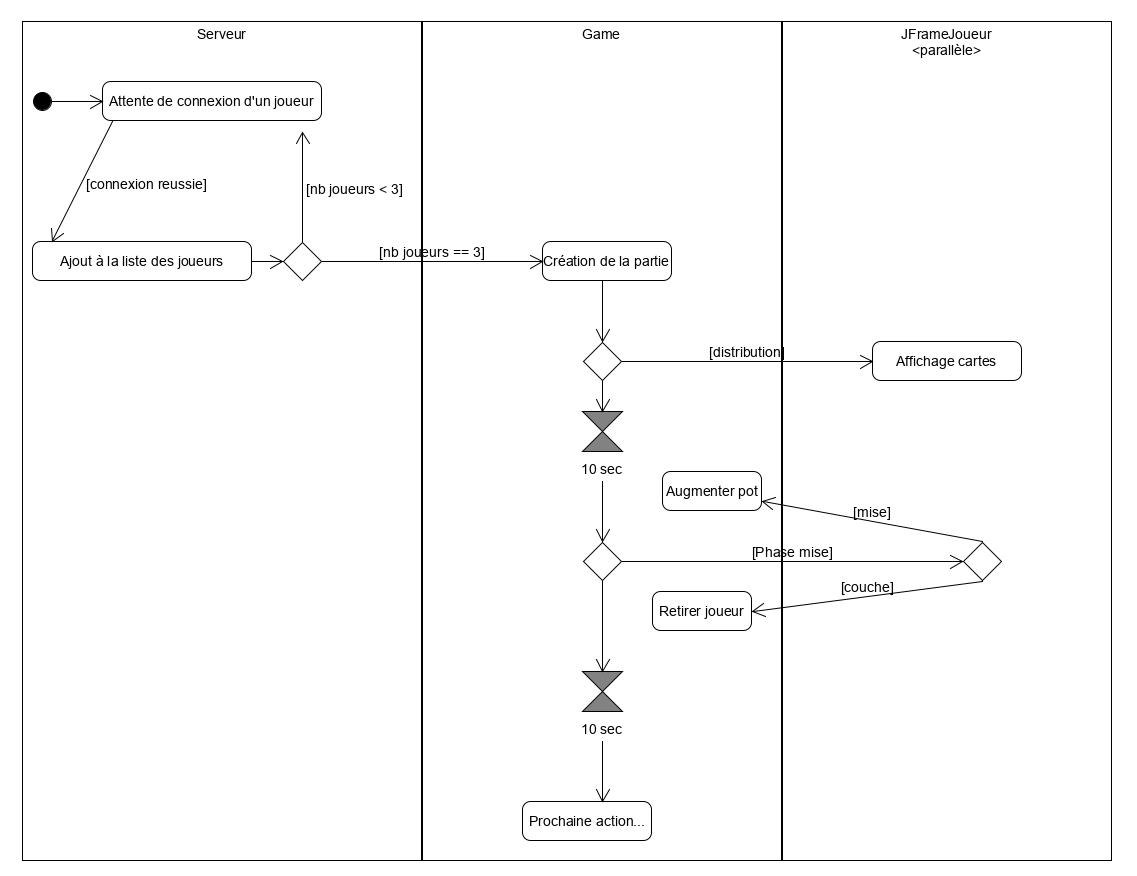 Serveur
Game
JFrameJoueur
<parallèle>
Attente de connexion d'un joueur
[connexion reussie]
[nb joueurs < 3]
Ajout à la liste des joueurs
[nb joueurs == 3]
Création de la partie
[distribution]
Affichage cartes
10 sec
Augmenter pot
[mise]
[Phase mise]
[couche]
Retirer joueur
10 sec
Prochaine action...